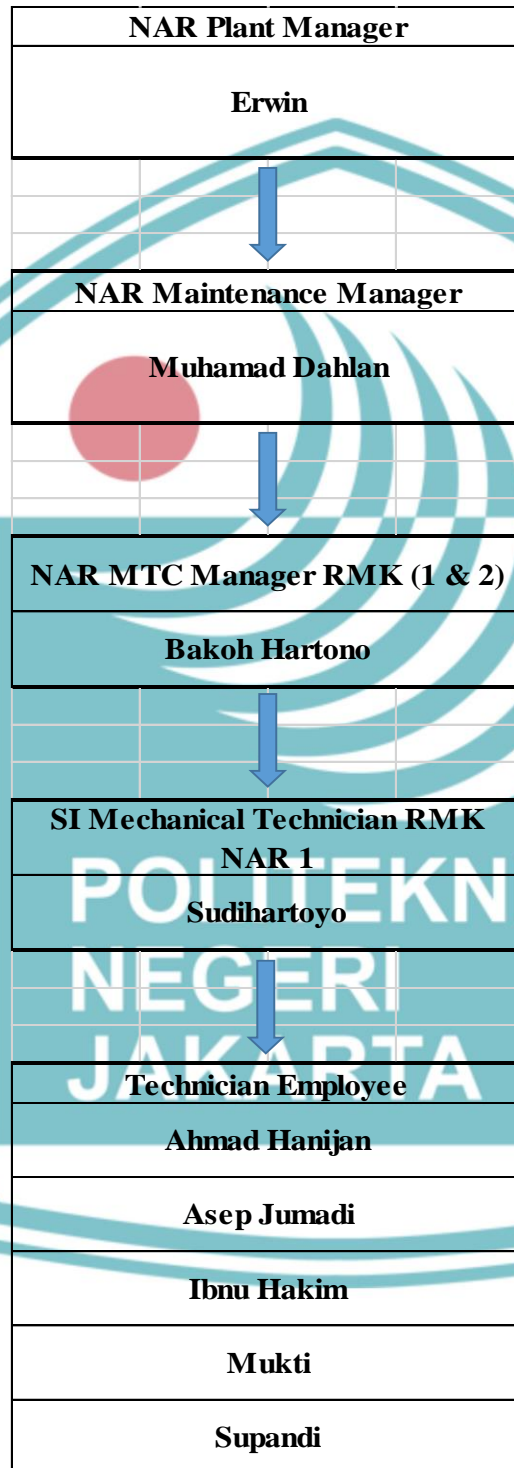 NAR Plant Manager
Erwin
NAR Maintenance Manager
Muhamad Dahlan
NAR MTC Manager RMK (1 & 2)
Bakoh Hartono
SI Mechanical Technician RMK
NAR 1
POLITEKN
Sudihartoyo
NEGERI
JAKARTA
Technician Employee
Ahmad Hanijan
Asep Jumadi
Ibnu Hakim
Mukti
Supandi